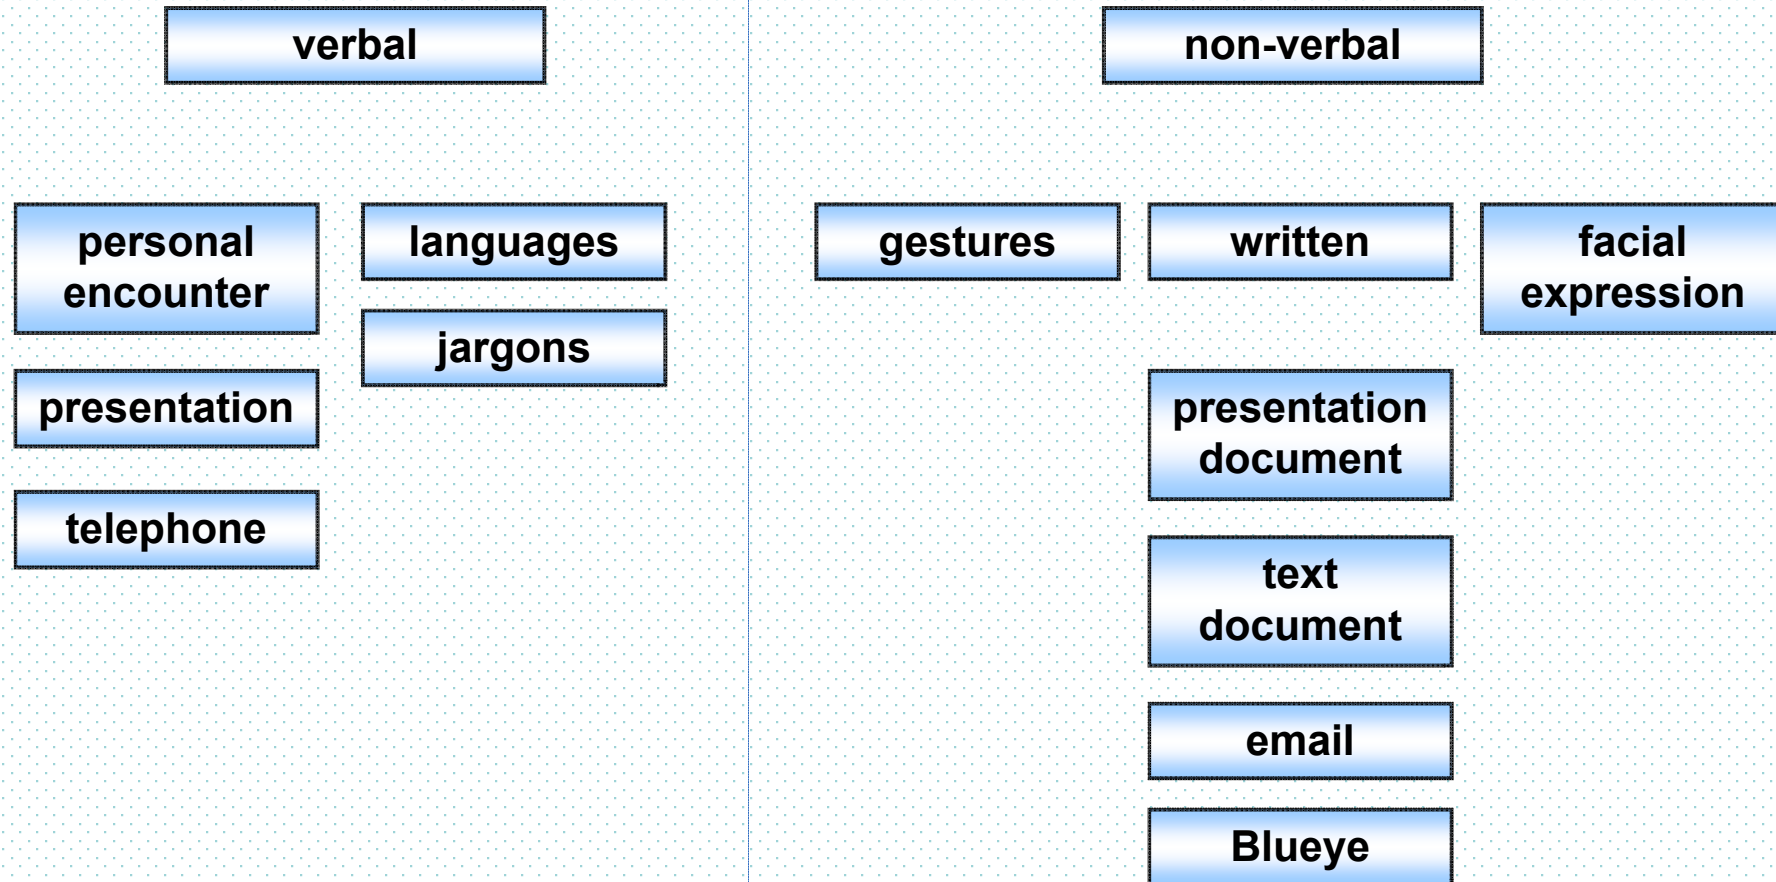 verbal
non-verbal
personal
encounter
presentation
telephone
languages
jargons
gestures
written
presentation
document
text
document
email
Blueye
facial
expression